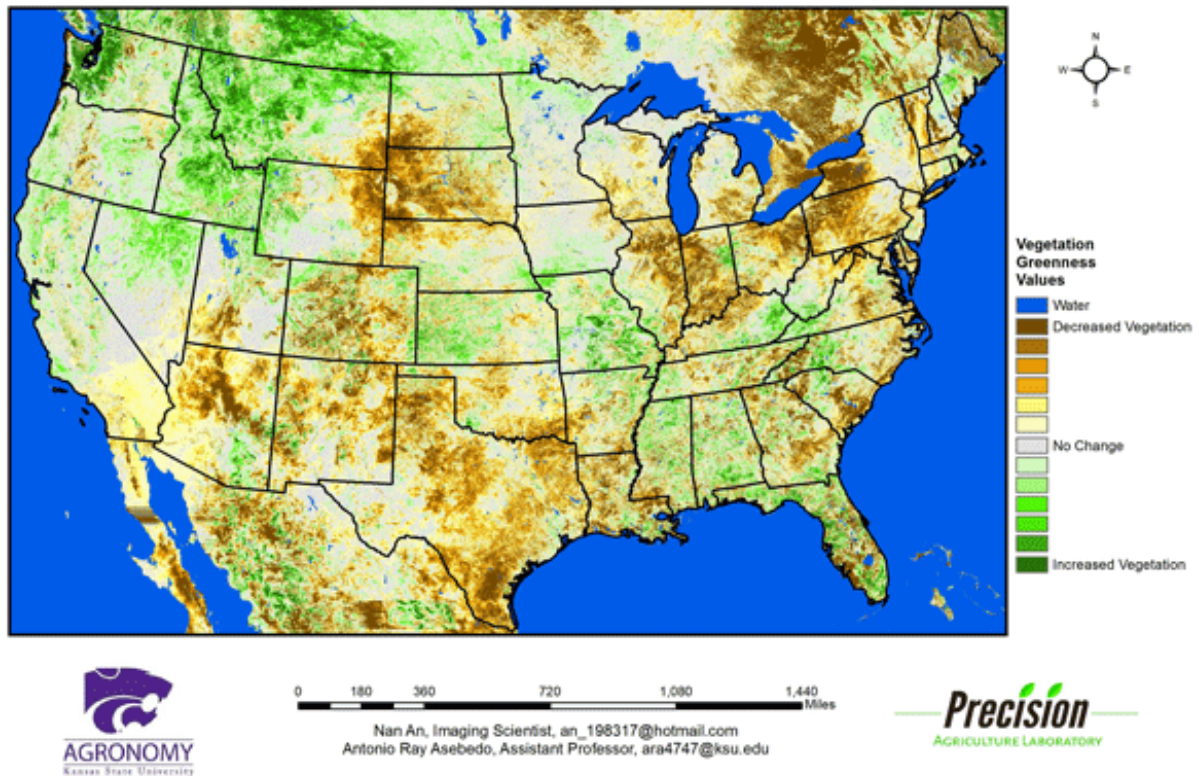 N
W E
S
Vegetation
Greenness
Values
Water
Decreased Vegetation
No Change
Increased Vegetation
0 180 360 720 1,080 1,440
Miles
Nan An, Imaging Scientist, an_198317@hotmail.com
Antonio Ray Asebedo, Assistant Professor, ara4747@ksu.edu
AGRONOMY
Kansas State University
Precision
AGRICULTURE LABORATORY